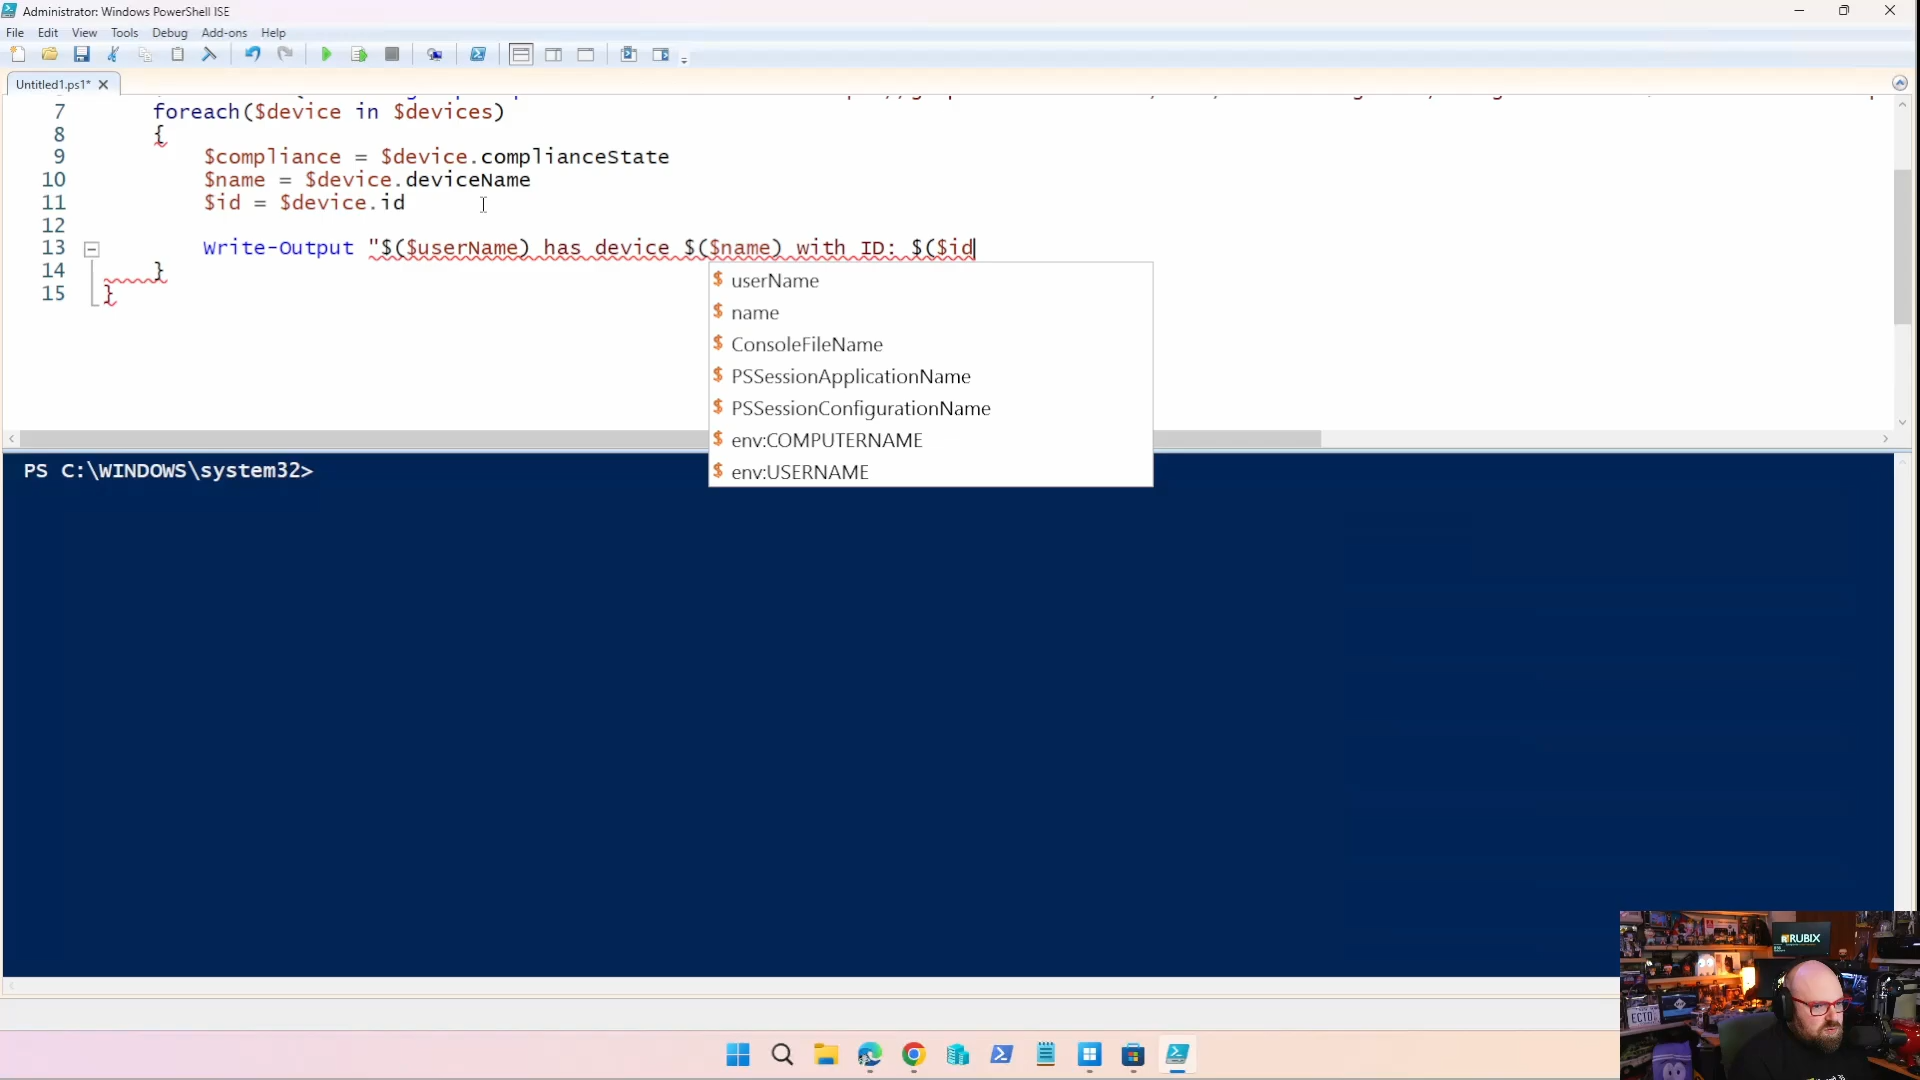 Administrator: Windows PowerShell ISE
File Edit View Tools Debug Add-ons Help
Untitled1.ps1*
7 foreach($device in $devices)
8 {
9 $compliance = $device.complianceState
10 $name = $device.deviceName
11 $id = $device.id
12
13 Write-Output "$($userName) has device $($name) with ID: $($id
14 }
15 }
$ userName
$ name
$ ConsoleFileName
$ PSSessionApplicationName
$ PSSessionConfigurationName
$ env:COMPUTERNAME
$ env:USERNAME
PS C:\WINDOWS\system32>
RUBIX